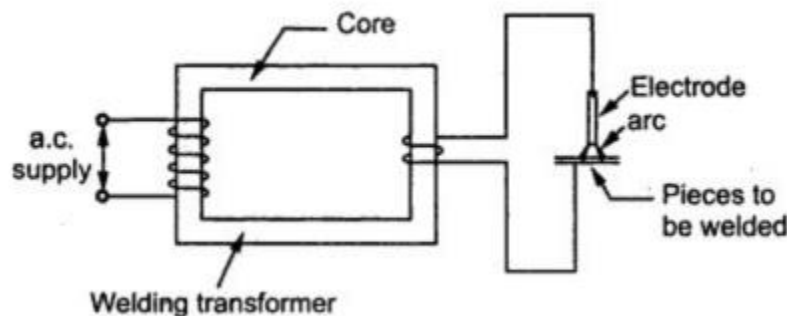 Core
Electrode
arc
a.c.
supply
Pieces to
be welded
Welding transformer